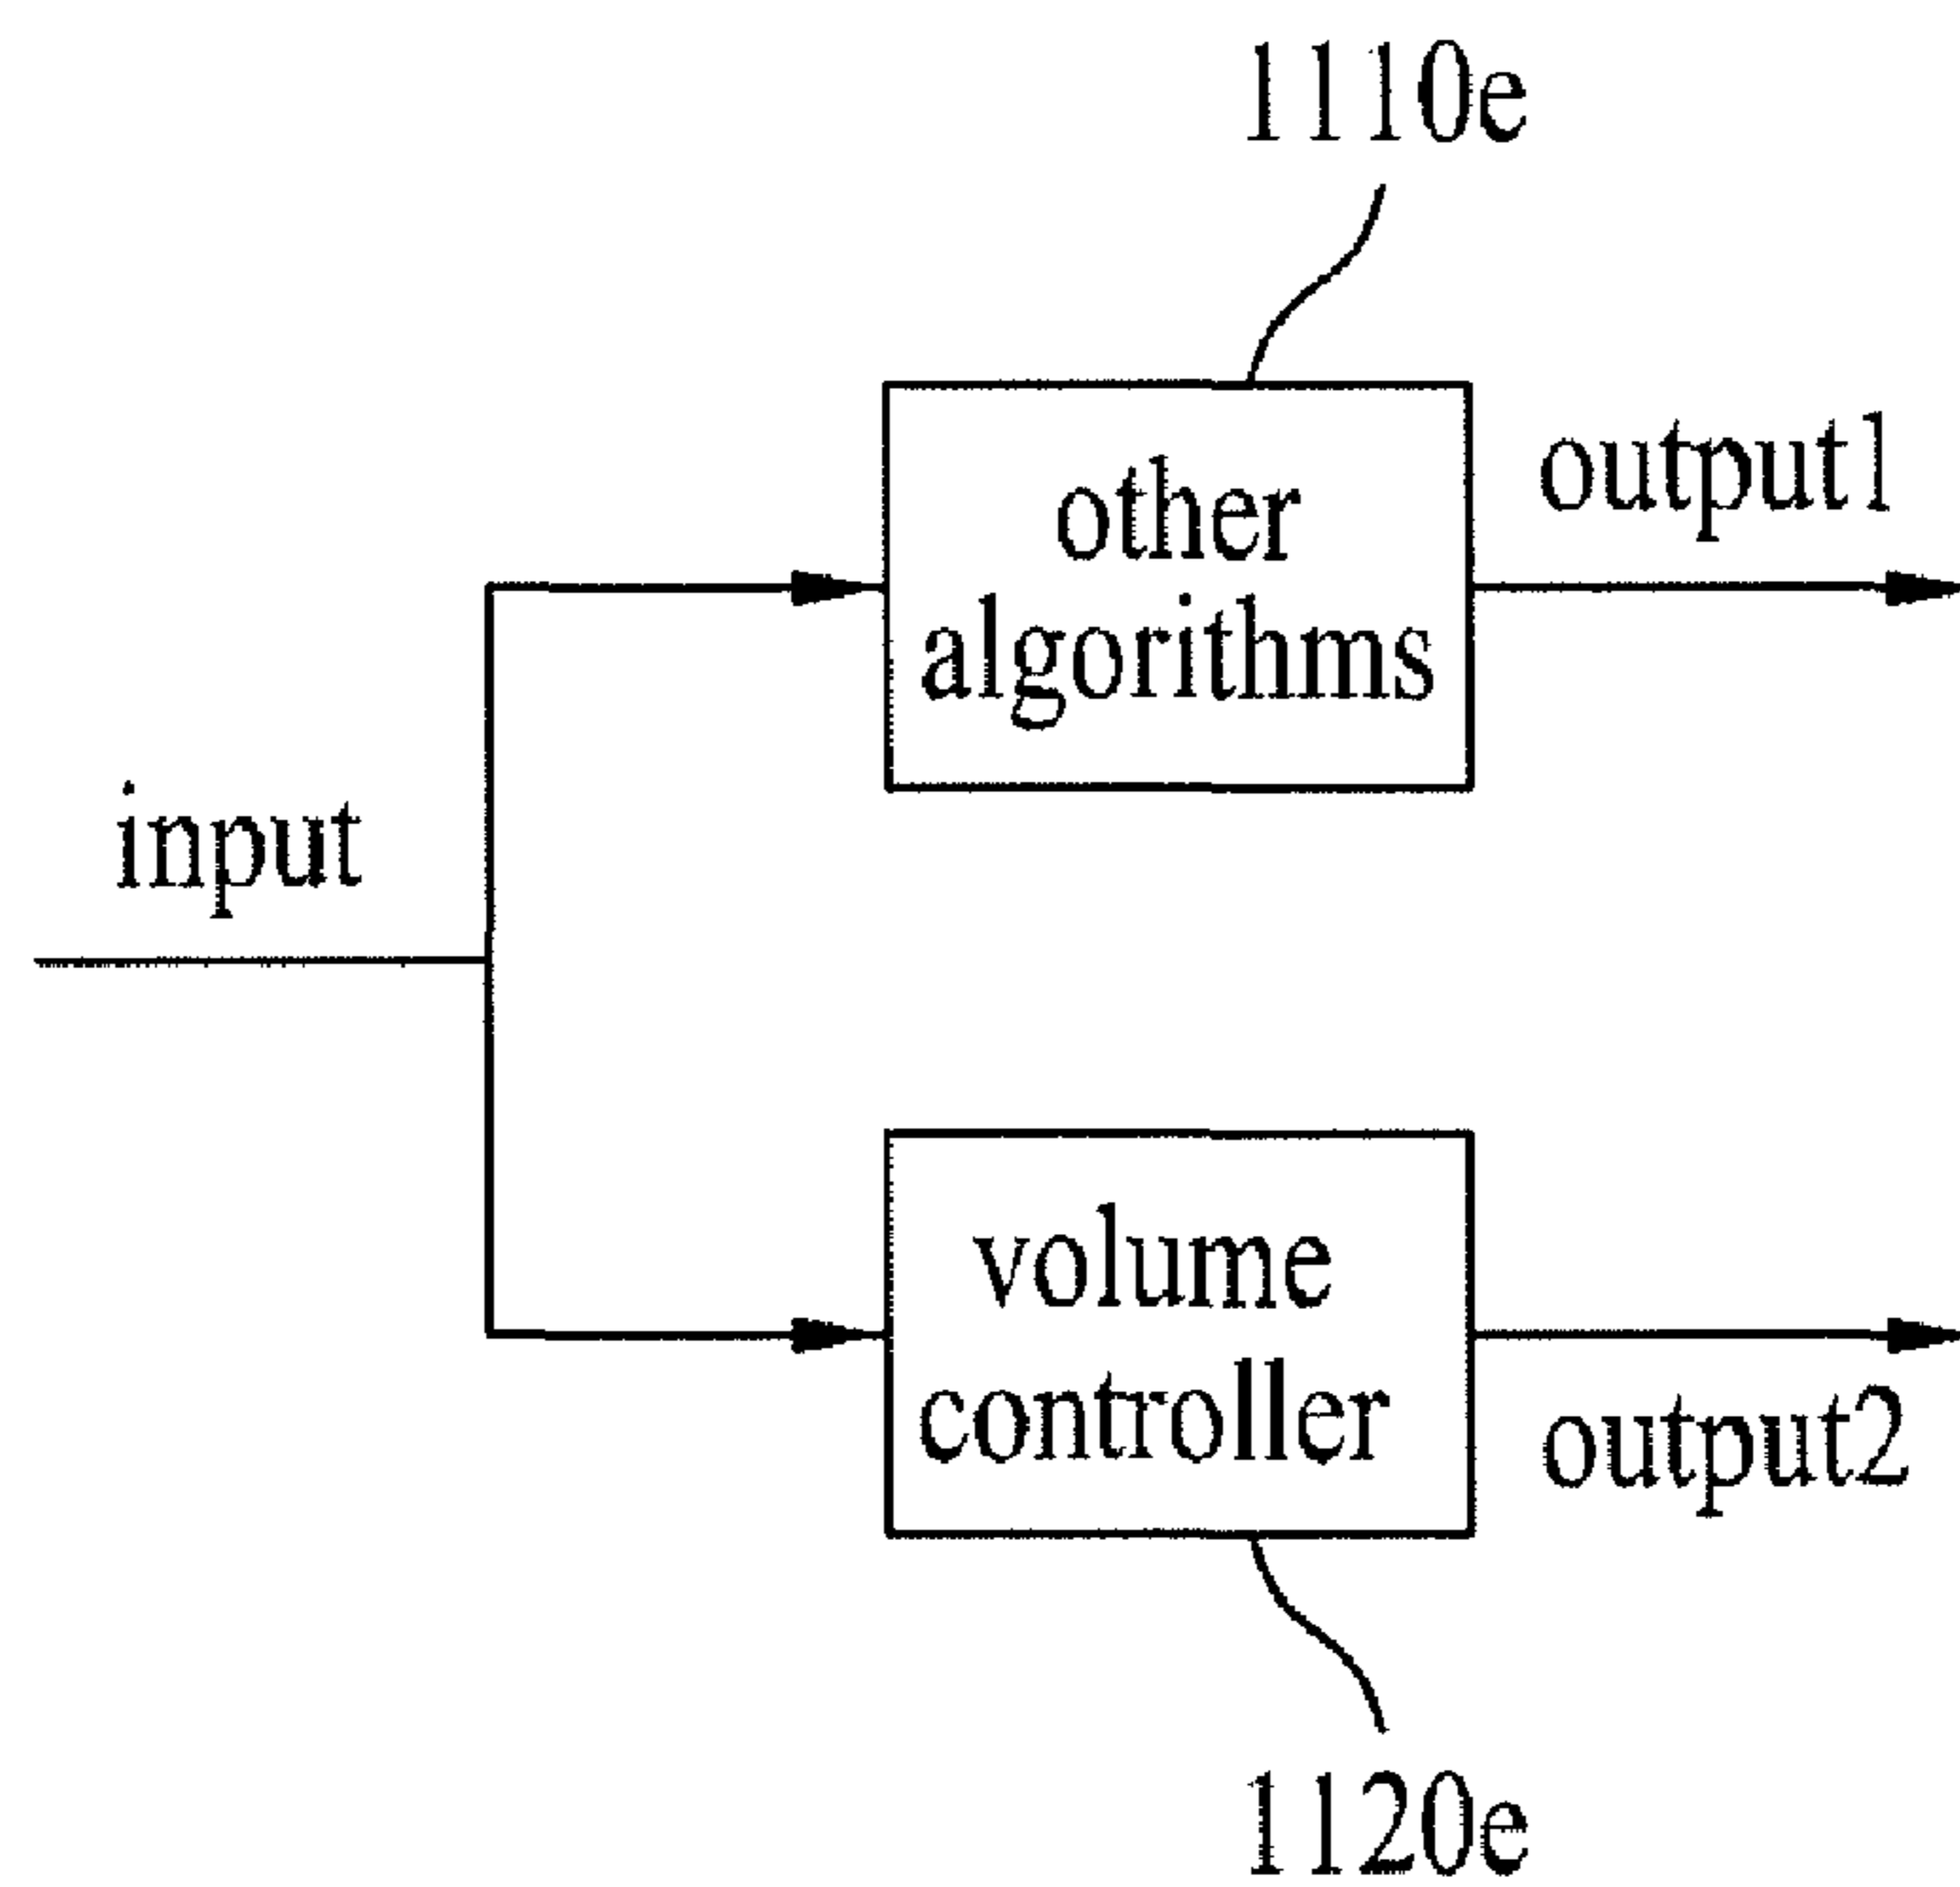 1110e
other
algorithms
output1
input
volume
controller
output2
1120e